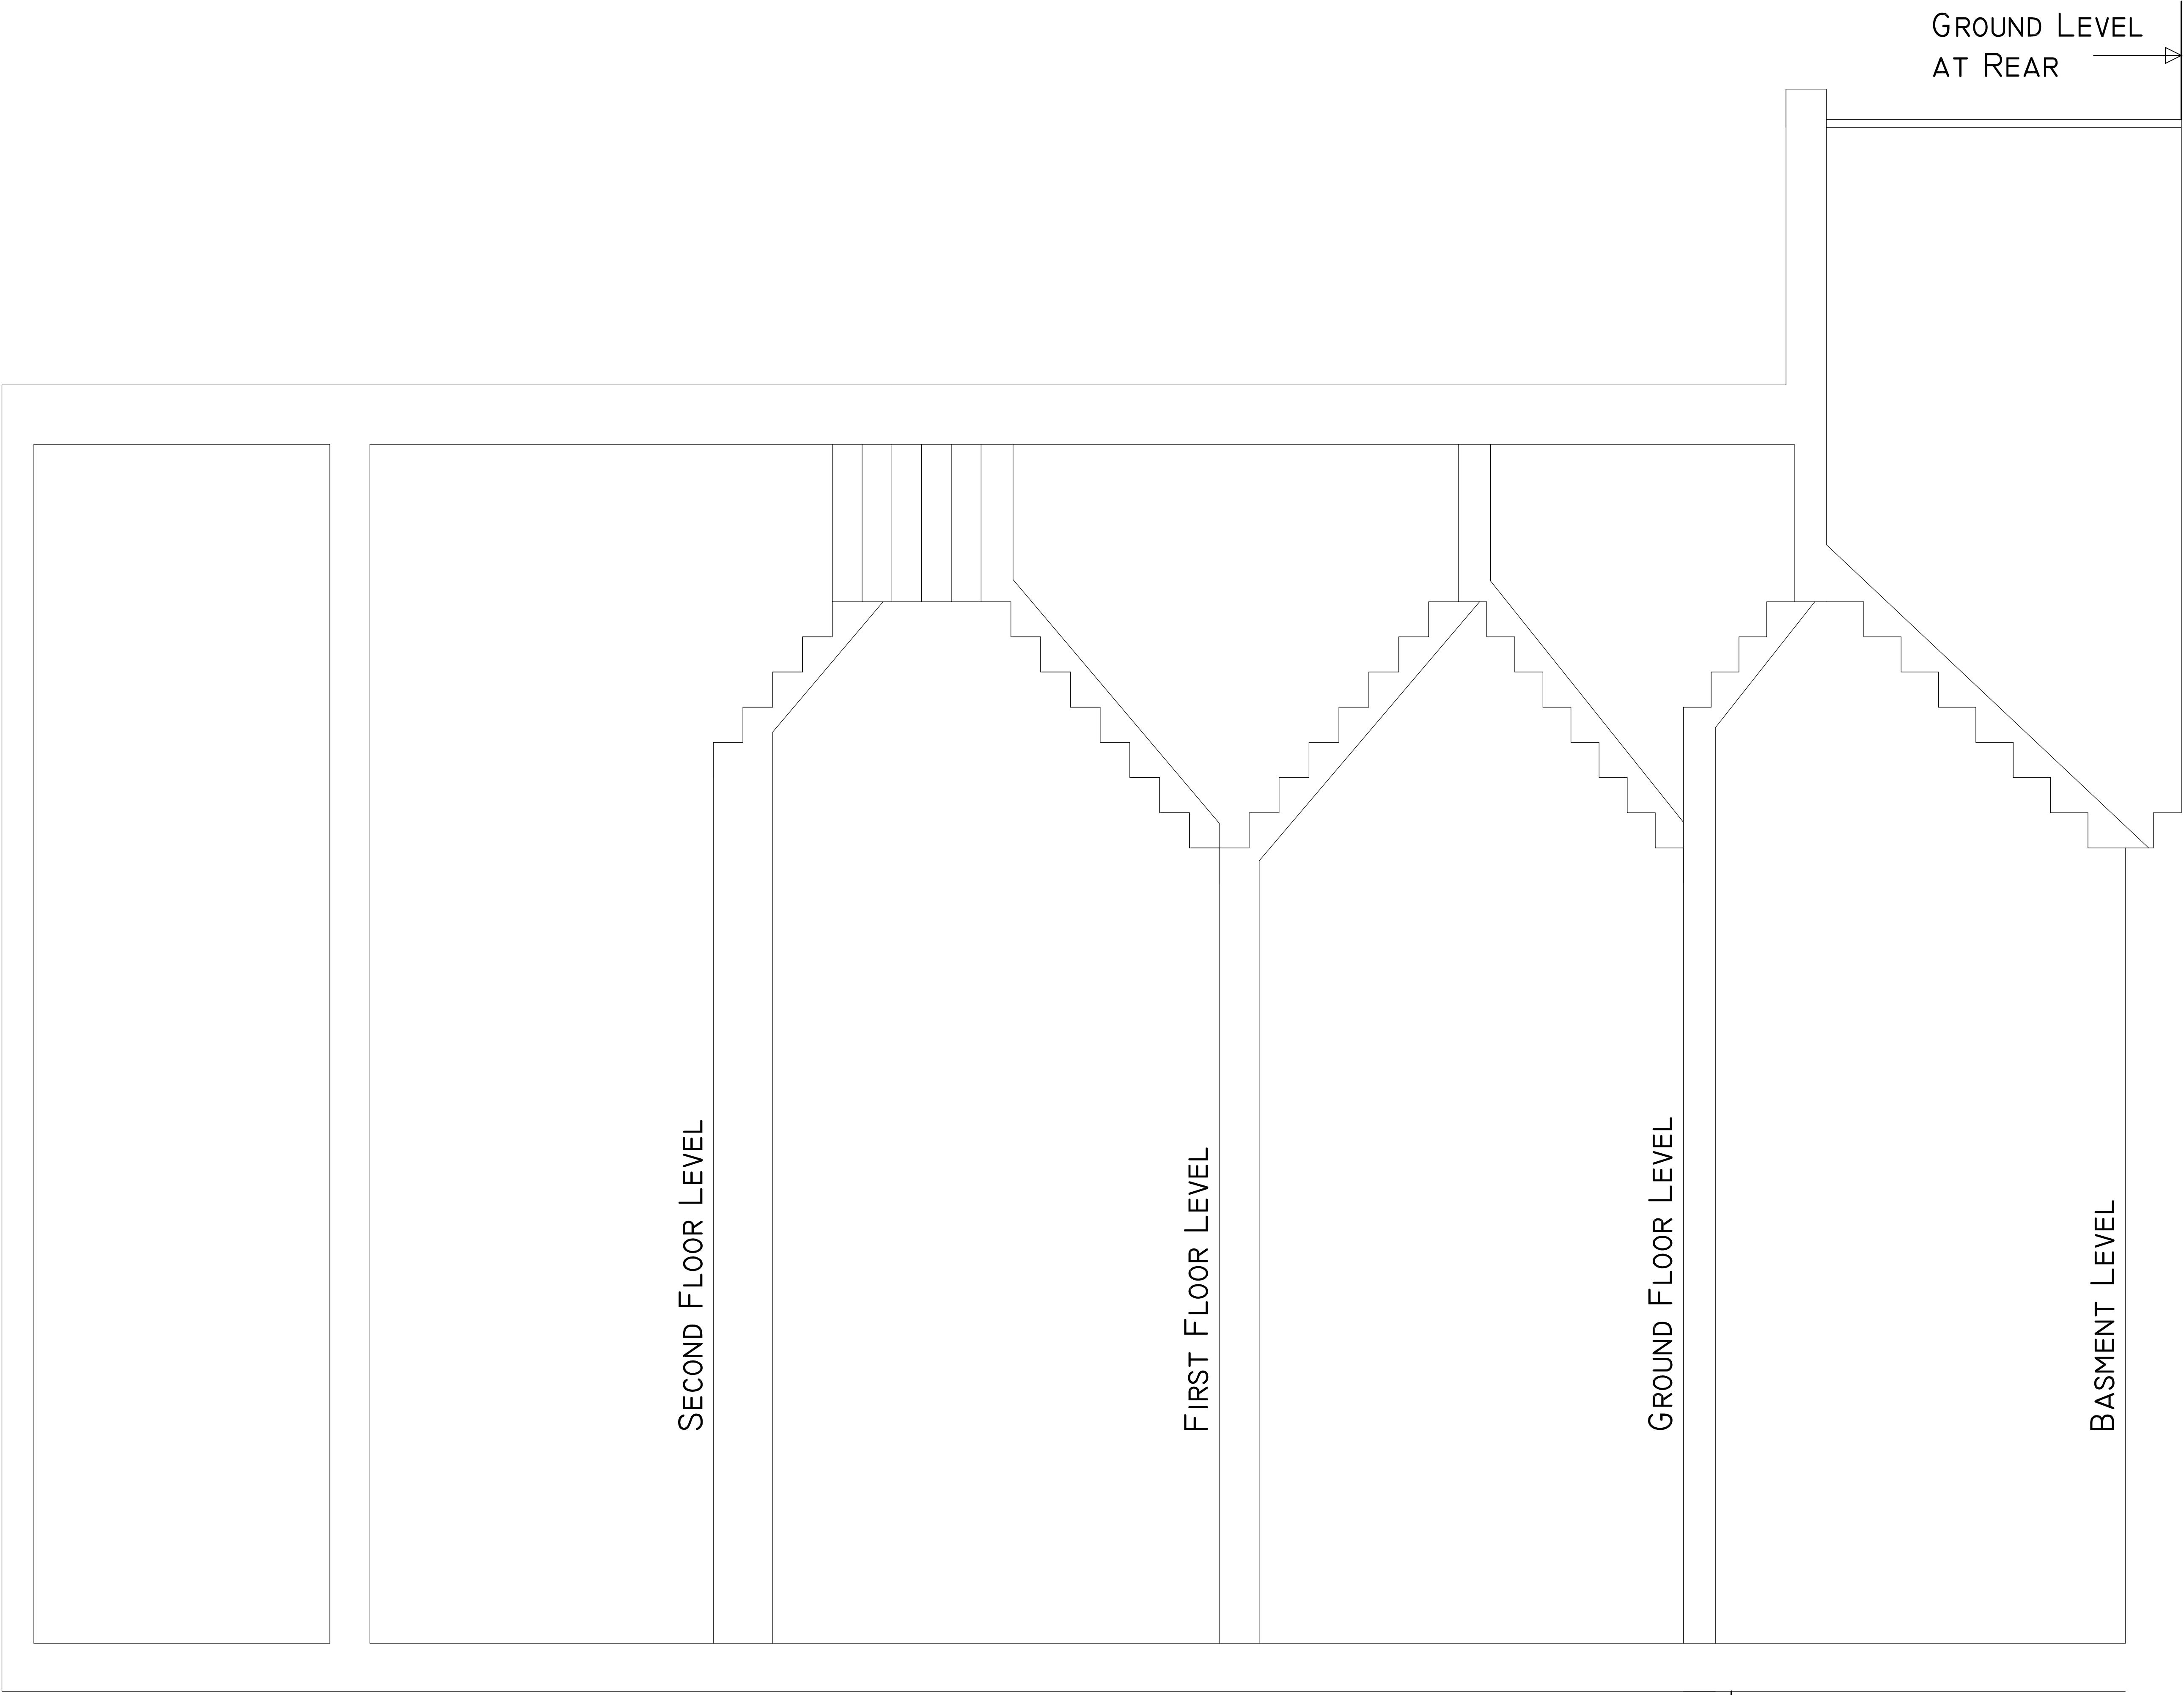 Ground Level
at Rear
Second Floor Level
First Floor Level
Ground Floor Level
Basment Level